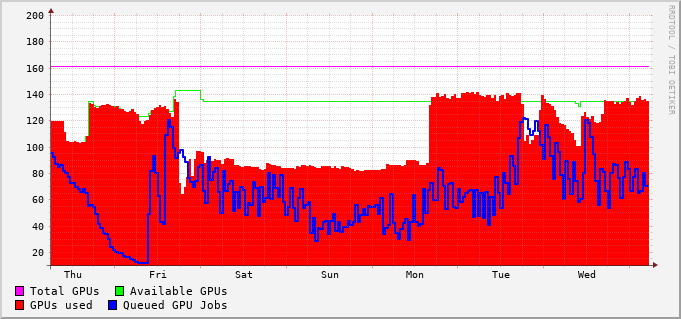 200
180
160
140
120
100
80
60
40
20
Thu Fri Sat Sun Mon Tue Wed
Total GPUs Available GPUs
GPUs used Queued GPU Jobs
RRDTOOL / TOBI OETIKER